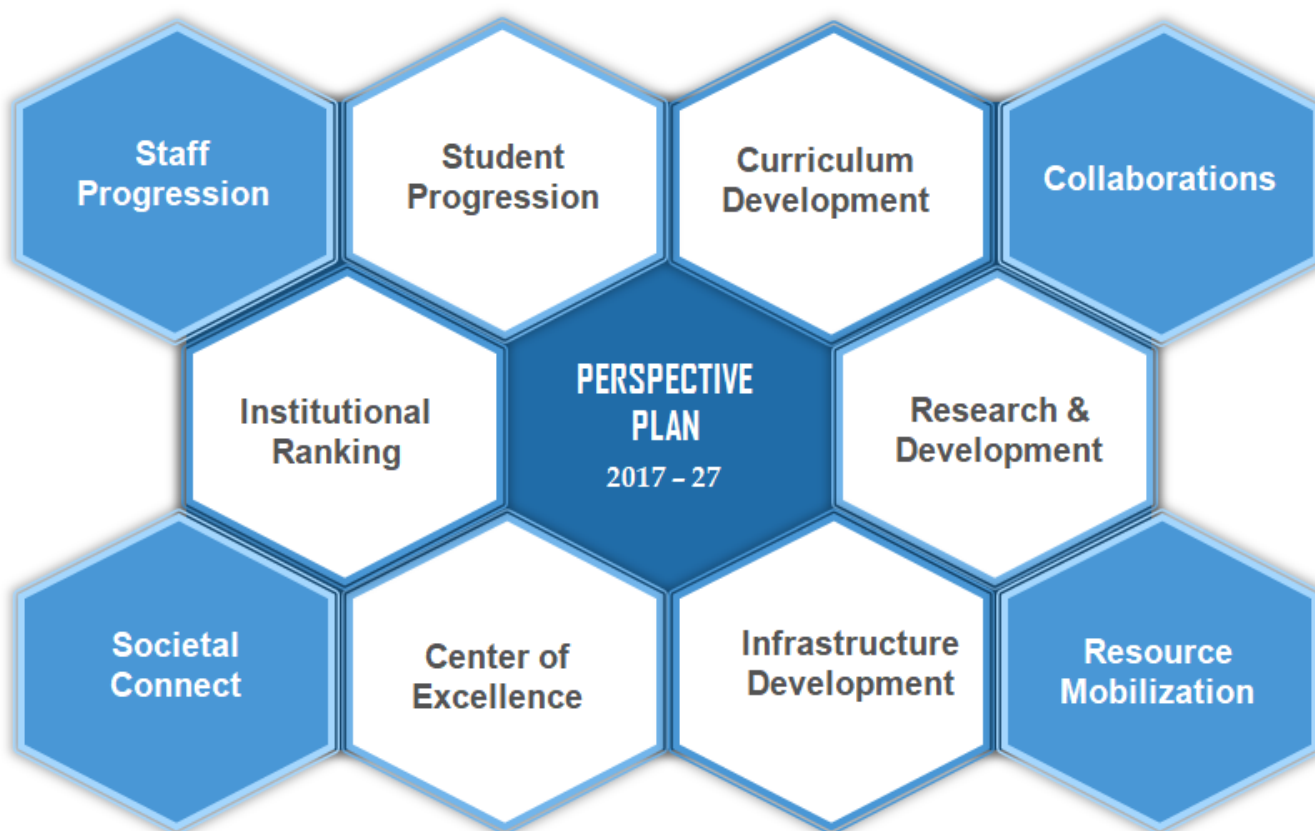 Staff
Progression
Student
Progression
Curriculum
Development
Collaborations
Institutional
Ranking
PERSPECTIVE
PLAN
2017 – 27
Research &
Development
Societal
Connect
Center of
Excellence
Infrastructure
Development
Resource
Mobilization